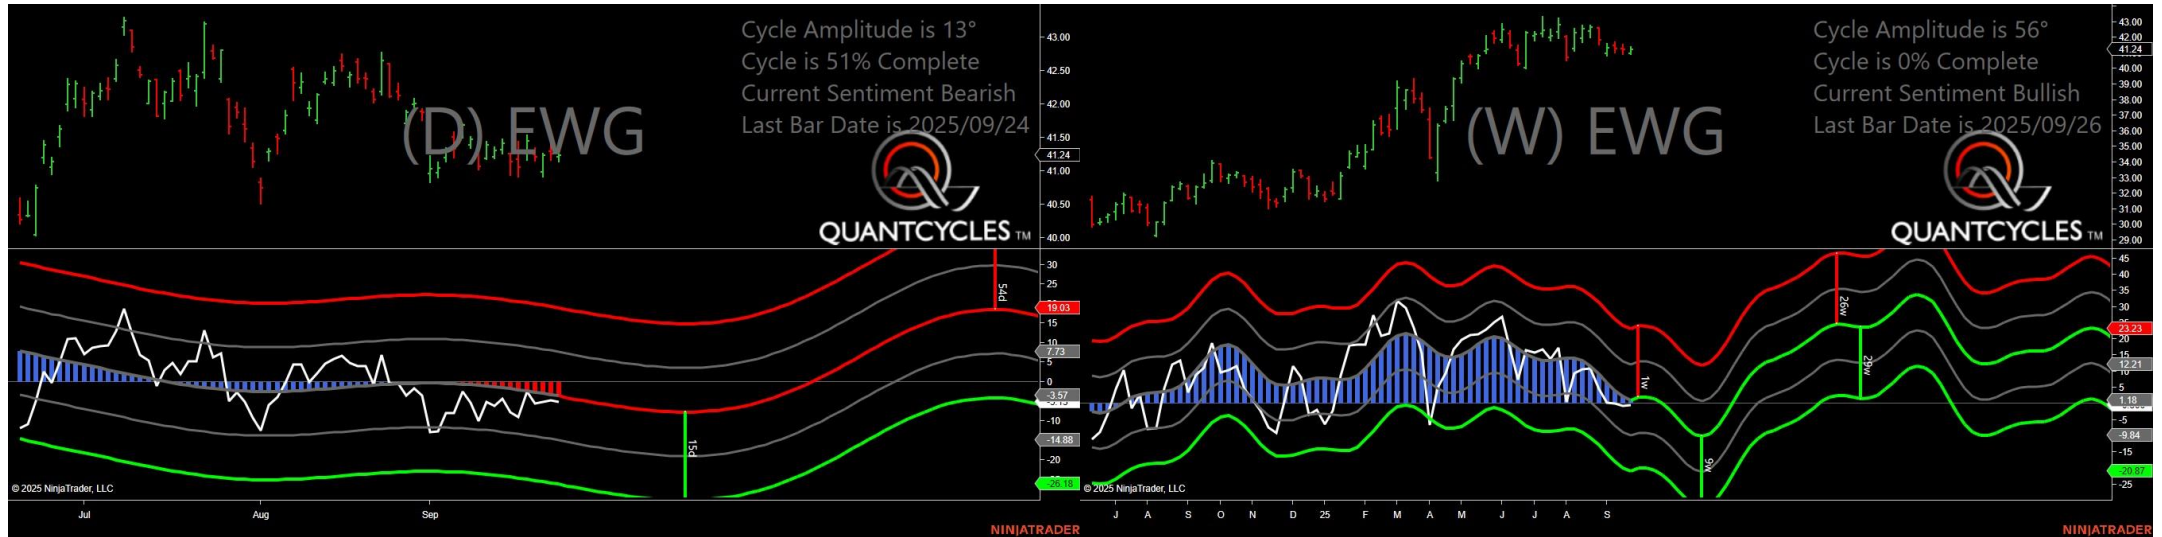 Cycle Amplitude is 13°
Cycle is 51% Complete
Current Sentiment Bearish
Last Bar Date is 2025/09/24
(D) EWG
QUANTCYCLES TM
43.00
42.50
42.00
41.50
41.24
41.00
40.50
40.00
30
25
19.03
15
10
7.73
5
0
-3.57
-10
-14.88
-20
-26.18
54d
15d
© 2025 NinjaTrader, LLC
Jul Aug Sep
NINJATRADER
Cycle Amplitude is 56°
Cycle is 0% Complete
Current Sentiment Bullish
Last Bar Date is 2025/09/26
(W) EWG
QUANTCYCLES TM
43.00
42.00
41.24
40.00
39.00
38.00
37.00
36.00
35.00
34.00
33.00
32.00
31.00
30.00
29.00
45
40
35
30
23.23
20
15
12.21
5
1.18
-5
-9.84
-15
-20.87
-25
1w
9w
26w
29w
© 2025 NinjaTrader, LLC
J A S O N D 25 F M A M J J A S
NINJATRADER